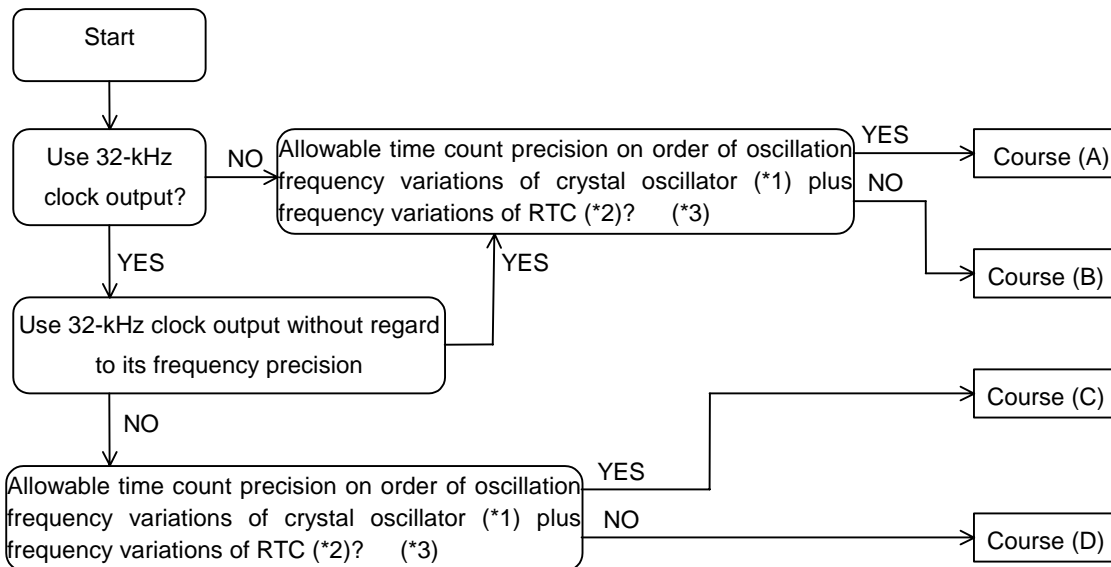 Start
Use 32-kHz
clock output?
NO
YES
Allowable time count precision on order of oscillation
frequency variations of crystal oscillator (*1) plus
frequency variations of RTC (*2)? (*3)
YES
Course (A)
NO
Course (B)
YES
Use 32-kHz clock output without regard
to its frequency precision
NO
Course (C)
Allowable time count precision on order of oscillation
frequency variations of crystal oscillator (*1) plus
frequency variations of RTC (*2)? (*3)
YES
NO
Course (D)